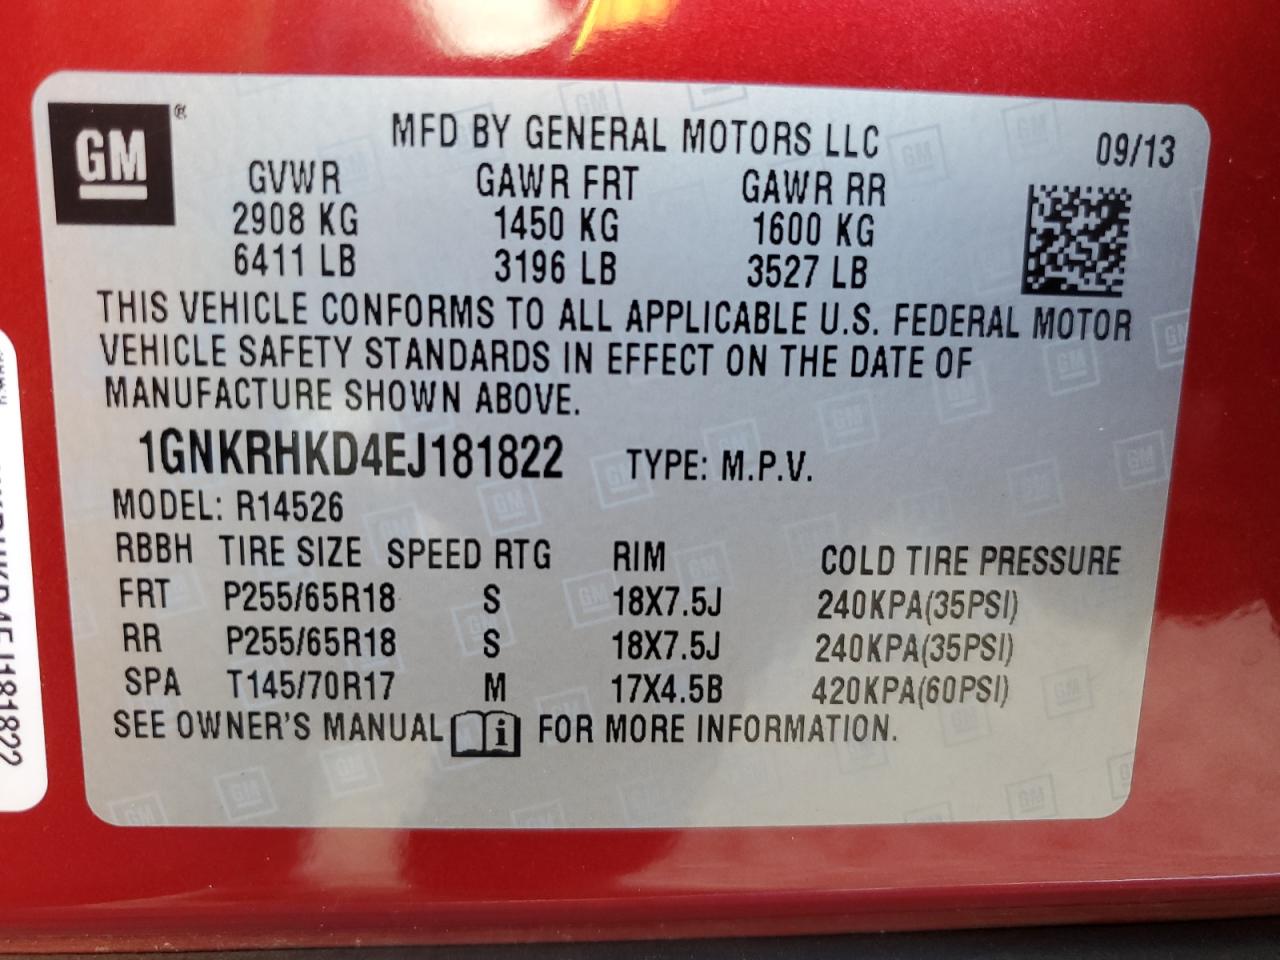 GM ®
MFD BY GENERAL MOTORS LLC 09/13
GVWR GAWR FRT GAWR RR
2908 KG 1450 KG 1600 KG
6411 LB 3196 LB 3527 LB
THIS VEHICLE CONFORMS TO ALL APPLICABLE U.S. FEDERAL MOTOR
VEHICLE SAFETY STANDARDS IN EFFECT ON THE DATE OF
MANUFACTURE SHOWN ABOVE.
1GNKRHKD4EJ181822 TYPE: M.P.V.
MODEL: R14526
RBBH TIRE SIZE SPEED RTG RIM COLD TIRE PRESSURE
FRT P255/65R18 S 18X7.5J 240KPA(35PSI)
RR P255/65R18 S 18X7.5J 240KPA(35PSI)
SPA T145/70R17 M 17X4.5B 420KPA(60PSI)
SEE OWNER'S MANUAL i FOR MORE INFORMATION.